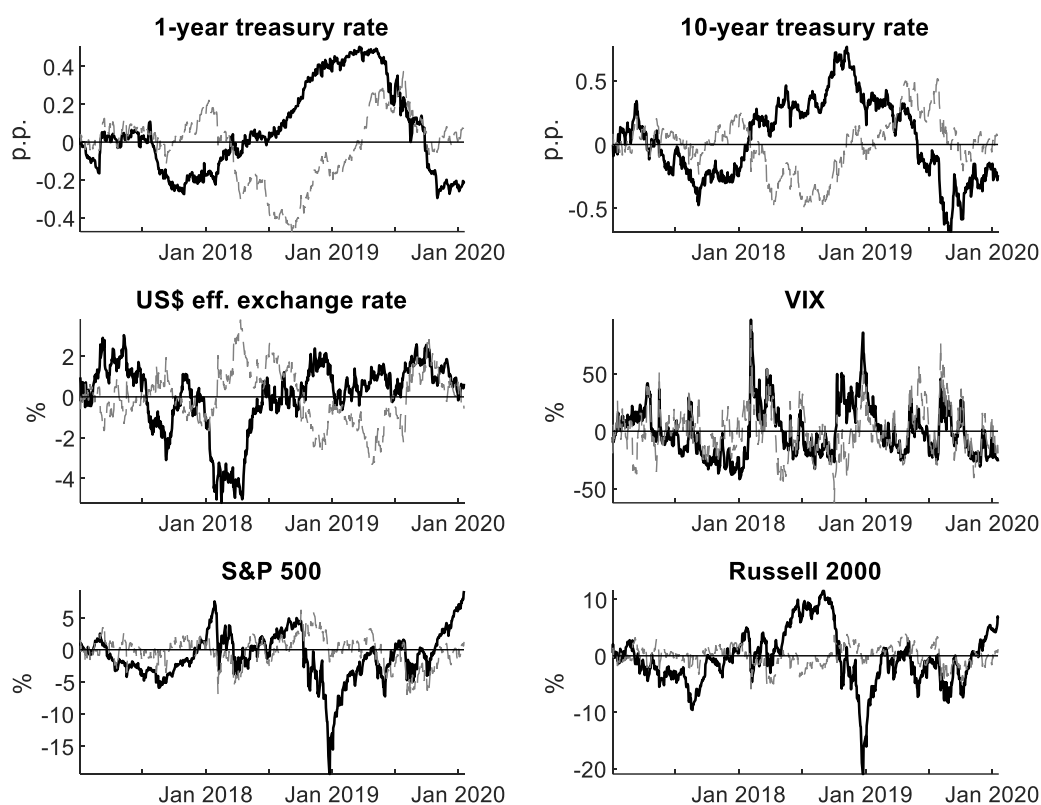 1-year treasury rate
p.p.
0.4
0.2
0
-0.2
-0.4
Jan 2018 Jan 2019 Jan 2020
10-year treasury rate
p.p.
0.5
0
-0.5
Jan 2018 Jan 2019 Jan 2020
US$ eff. exchange rate
%
2
0
-2
-4
Jan 2018 Jan 2019 Jan 2020
VIX
%
50
0
-50
Jan 2018 Jan 2019 Jan 2020
S&P 500
%
5
0
-5
-10
-15
Jan 2018 Jan 2019 Jan 2020
Russell 2000
%
10
0
-10
-20
Jan 2018 Jan 2019 Jan 2020